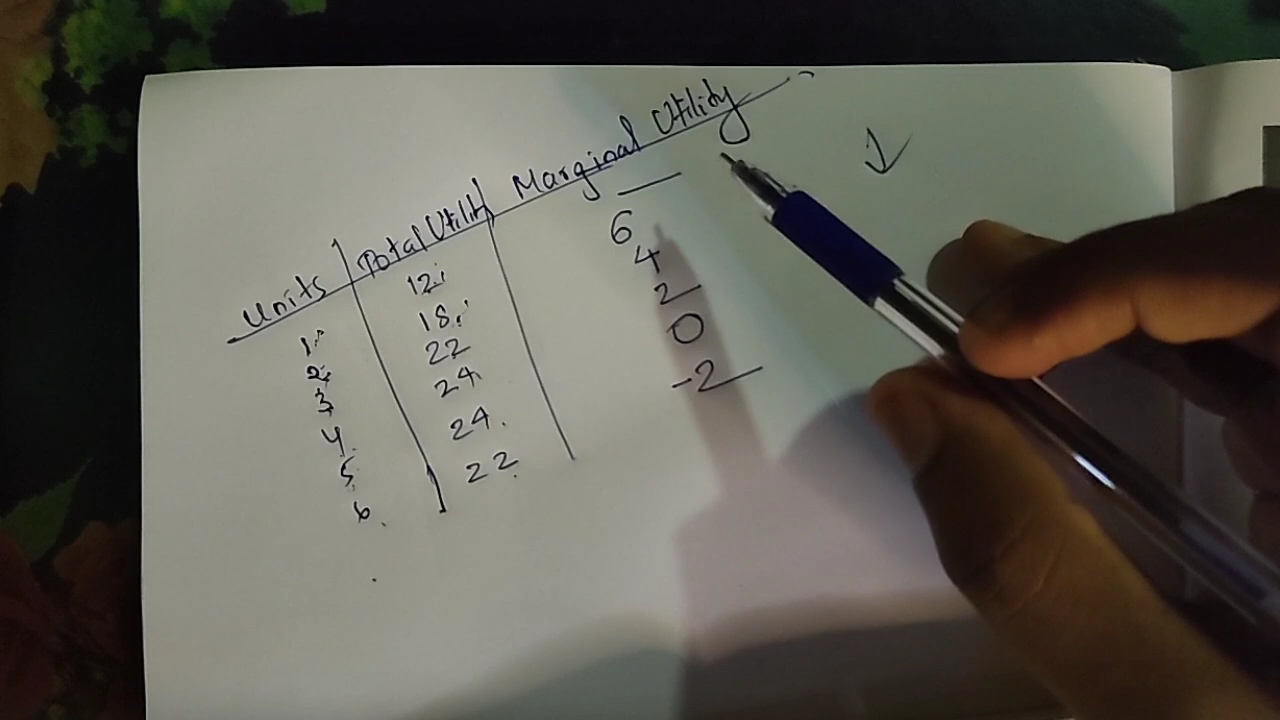 Units Total Utility Marginal Utility
1. 12 —
2. 18 6
3 22 4
4. 24 2
5. 24. 0
6. 22 -2